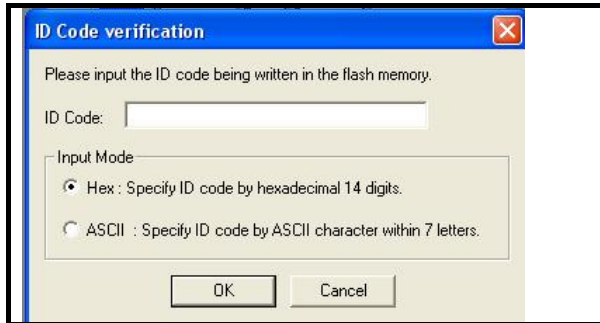 ID Code verification
Please input the ID code being written in the flash memory.
ID Code:
Input Mode
Hex : Specify ID code by hexadecimal 14 digits.
ASCII : Specify ID code by ASCII character within 7 letters.
OK Cancel